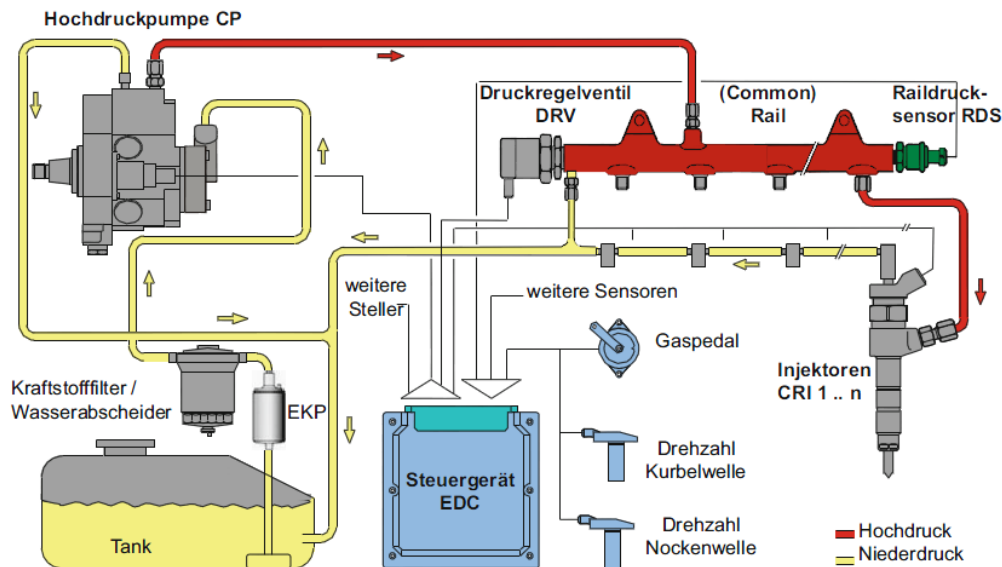 Hochdruckpumpe CP
Druckregelventil
DRV
(Common)
Rail
Raildruck-
sensor RDS
weitere
Steller
weitere Sensoren
Gaspedal
Injektoren
CRI 1 .. n
Kraftstofffilter /
Wasserabscheider
EKP
Steuergerät
EDC
Drehzahl
Kurbelwelle
Drehzahl
Nockenwelle
Tank
Hochdruck
Niederdruck